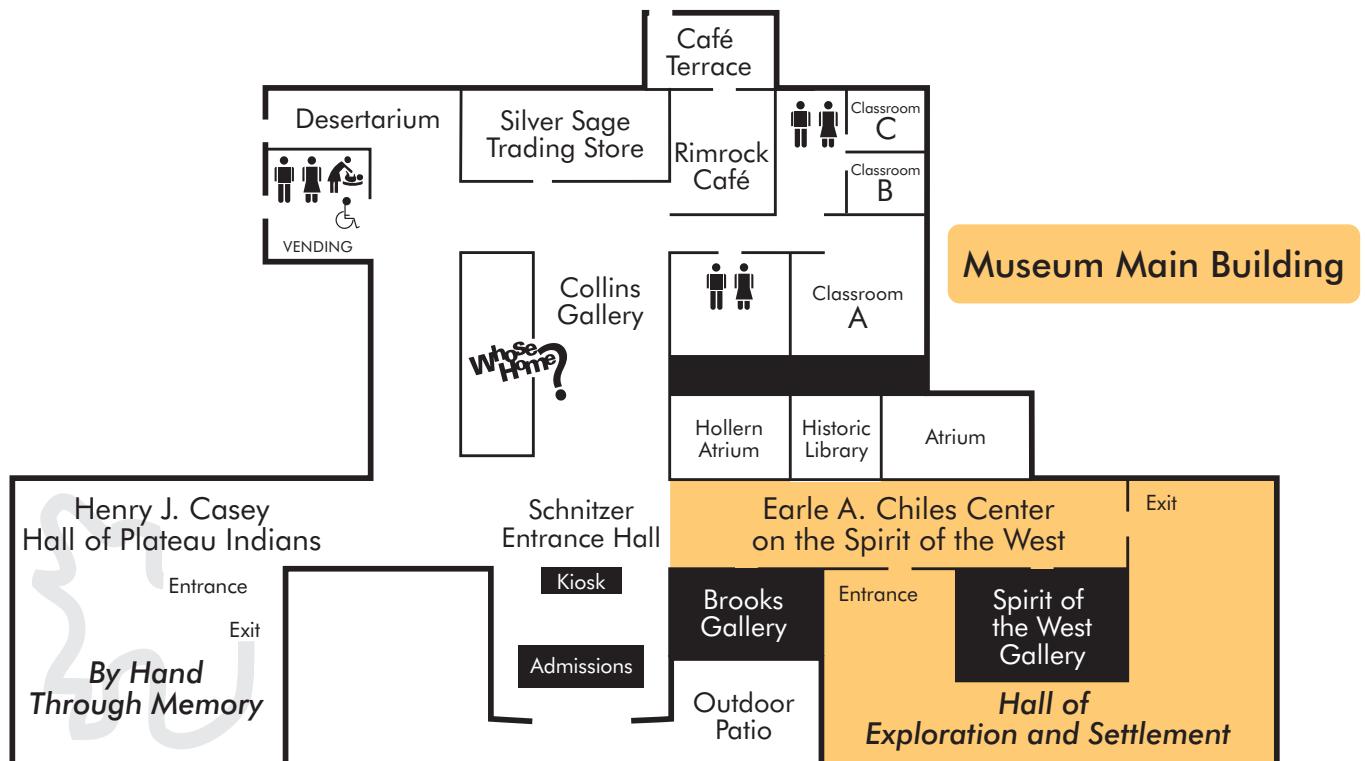 Café
Terrace
Desertarium
Silver Sage
Trading Store
Rimrock
Café
Classroom
C
Classroom
B
VENDING
Museum Main Building
Collins
Gallery
Classroom
A
Whose
Home?
Hollern
Atrium
Historic
Library
Atrium
Henry J. Casey
Hall of Plateau Indians
Schnitzer
Entrance Hall
Earle A. Chiles Center
on the Spirit of the West
Exit
Entrance
Kiosk
Brooks
Gallery
Entrance
Spirit of
the West
Gallery
Exit
By Hand
Through Memory
Admissions
Outdoor
Patio
Hall of
Exploration and Settlement